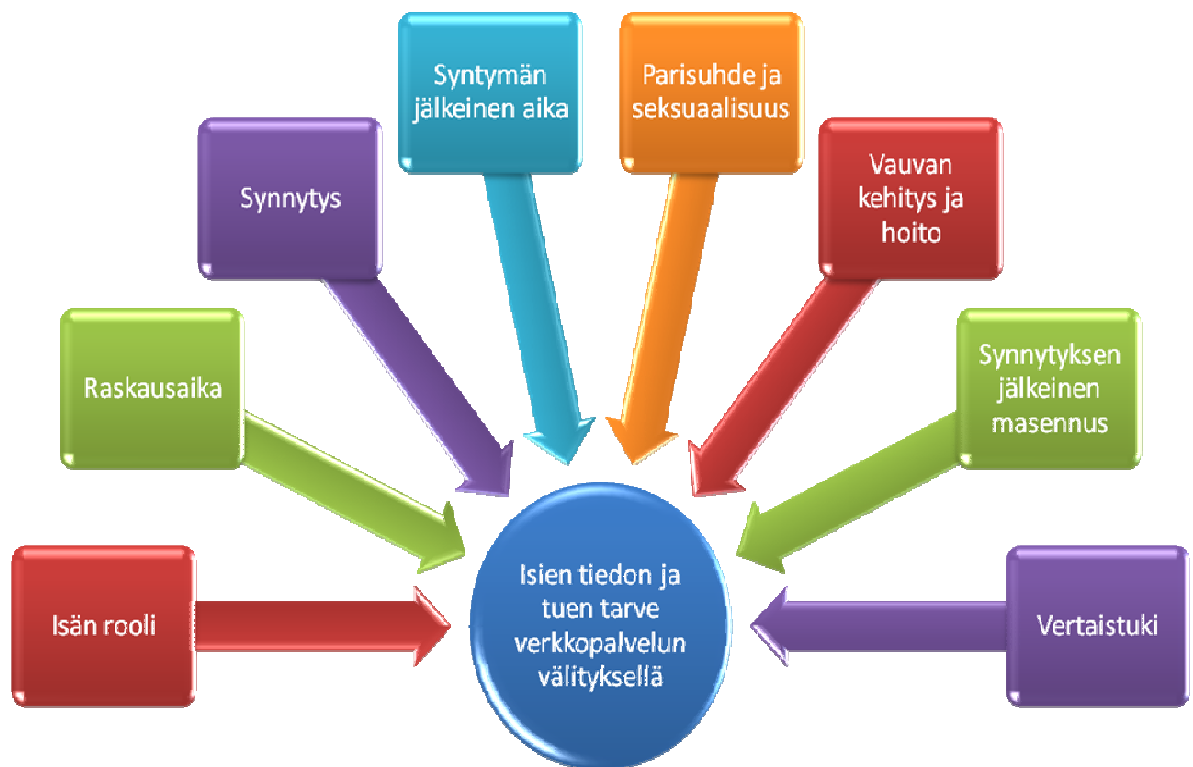 Isän rooli
Raskausaika
Synnytys
Syntymän
jälkeinen aika
Parisuhde ja
seksuaalisuus
Vauvan
kehitys ja
hoito
Synnytyksen
jälkeinen
masennus
Vertaistuki
Isien tiedon ja
tuen tarve
verkkopalvelun
välityksellä